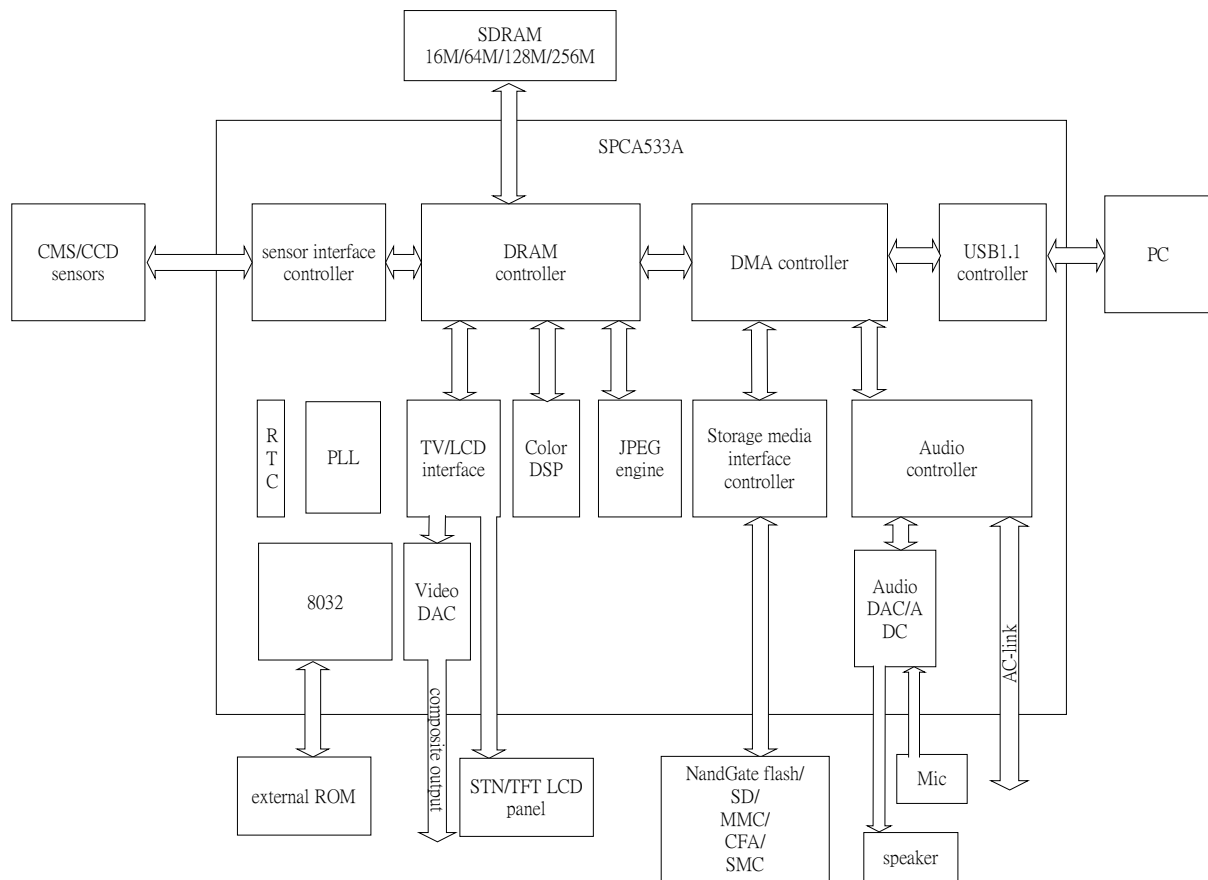 SDRAM
16M/64M/128M/256M
SPCA533A
CMS/CCD
sensors
sensor interface
controller
DRAM
controller
DMA controller
USB1.1
controller
PC
R
T
C
PLL
TV/LCD
interface
Color
DSP
JPEG
engine
Storage media
interface
controller
Audio
controller
8032
Video
DAC
Audio
DAC/A
DC
AC-link
composite output
external ROM
STN/TFT LCD
panel
NandGate flash/
SD/
MMC/
CFA/
SMC
Mic
speaker